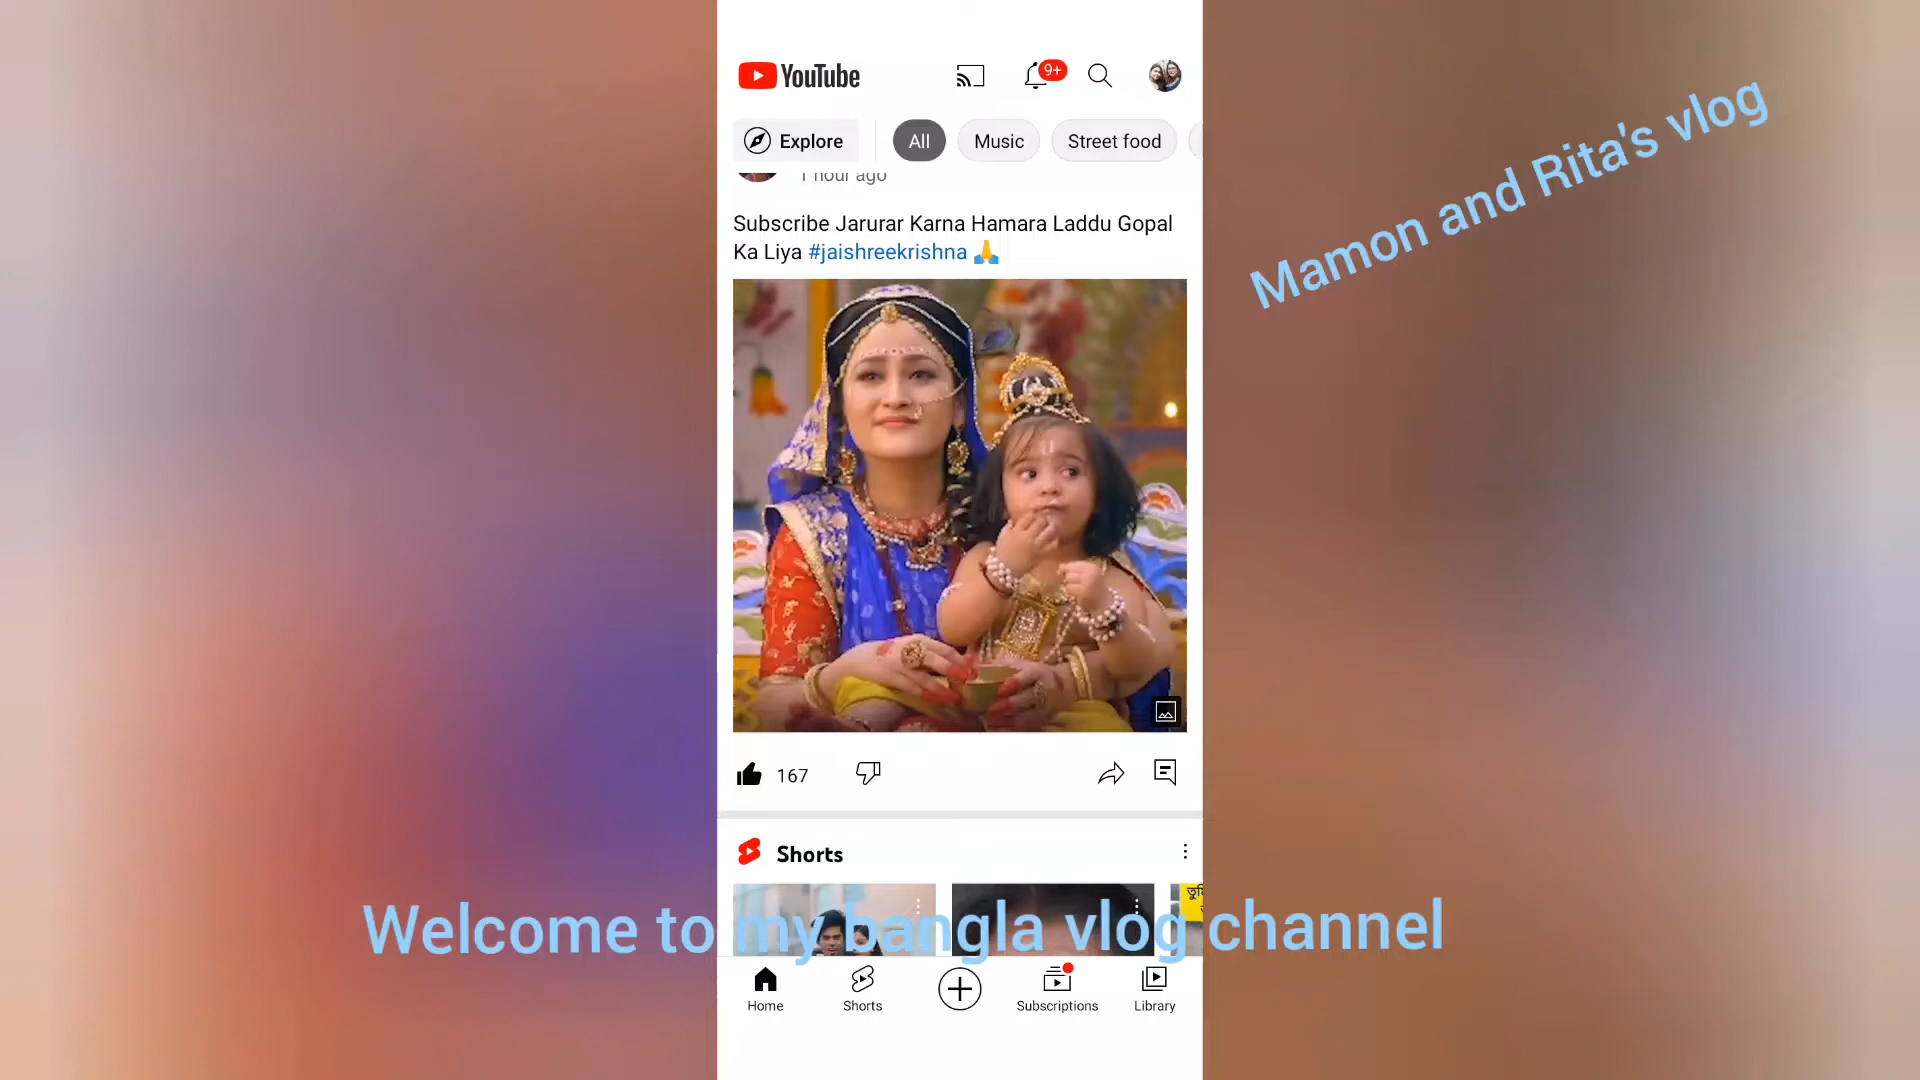 YouTube
9+
Explore
All
Music
Street food
1 hour ago
Mamon and Rita's vlog
Subscribe Jarurar Karna Hamara Laddu Gopal
Ka Liya #jaishreekrishna 🙏
167
Shorts
Welcome to my bangla vlog channel
Home
Shorts
Subscriptions
Library